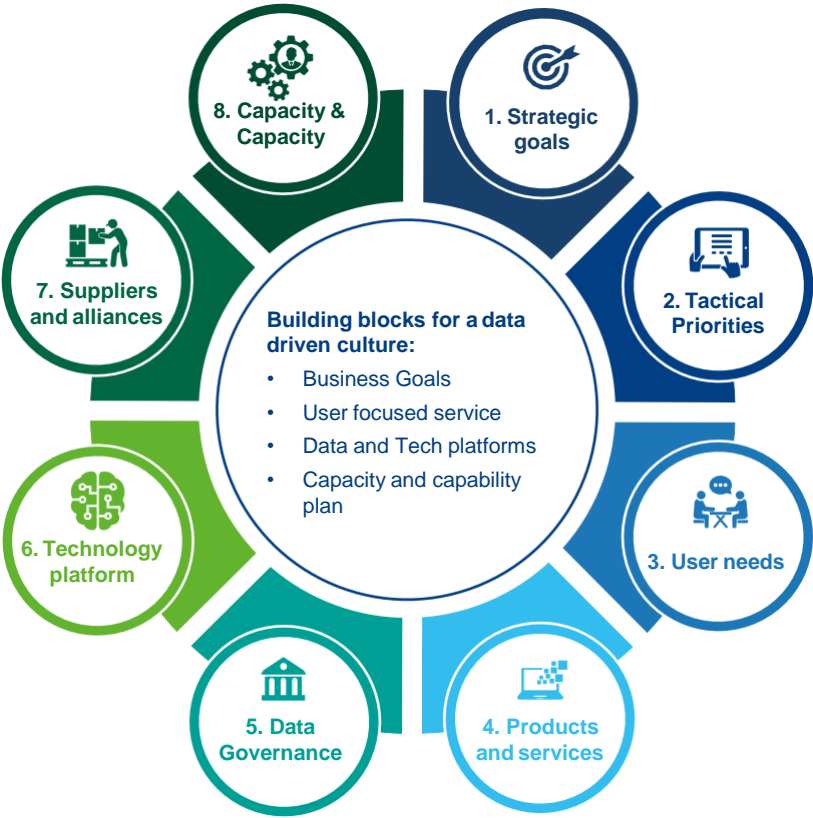 Building blocks for a data
driven culture:
• Business Goals
• User focused service
• Data and Tech platforms
• Capacity and capability
plan
1. Strategic
goals
2. Tactical
Priorities
3. User needs
4. Products
and services
5. Data
Governance
6. Technology
platform
7. Suppliers
and alliances
8. Capacity &
Capacity